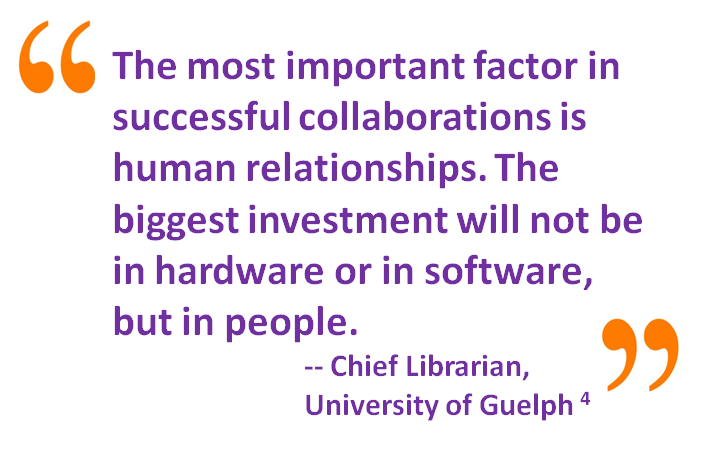 “The most important factor in
successful collaborations is
human relationships. The
biggest investment will not be
in hardware or in software,
but in people.”
-- Chief Librarian,
University of Guelph ⁴